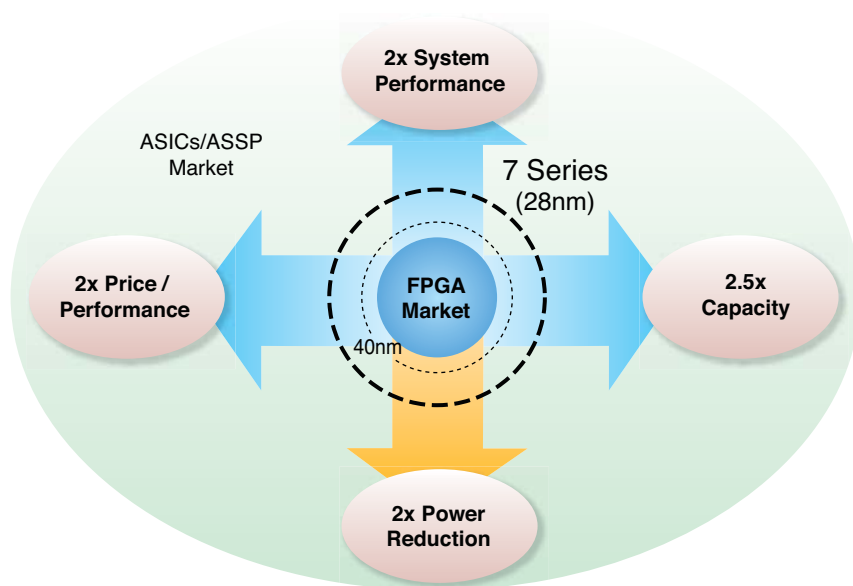 2x System
Performance
ASICs/ASSP
Market
7 Series
(28nm)
2x Price /
Performance
FPGA
Market
2.5x
Capacity
40nm
2x Power
Reduction